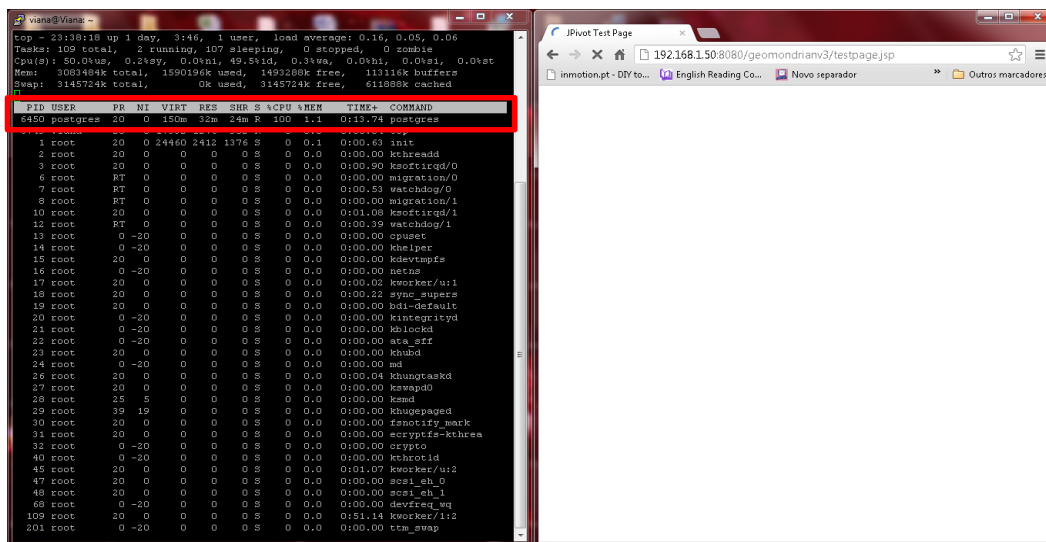 viana@Viana: ~
top - 23:38:18 up 1 day,  3:46,  1 user,  load average: 0.16, 0.05, 0.06
Tasks: 109 total,   2 running, 107 sleeping,   0 stopped,   0 zombie
Cpu(s): 50.0%us,  0.2%sy,  0.0%ni, 49.5%id,  0.3%wa,  0.0%hi,  0.0%si,  0.0%st
Mem:   3083484k total,  1590196k used,  1493288k free,   113116k buffers
Swap:  3145724k total,        0k used,  3145724k free,   611888k cached
PID USER PR NI VIRT RES SHR S %CPU %MEM TIME+ COMMAND
6450 postgres 20 0 150m 32m 24m R 100 1.1 0:13.74 postgres
1 root 20 0 24460 2412 1376 S 0 0.1 0:00.63 init
2 root 20 0 0 0 0 S 0 0.0 0:00.00 kthreadd
3 root 20 0 0 0 0 S 0 0.0 0:00.90 ksoftirqd/0
6 root RT 0 0 0 0 S 0 0.0 0:00.00 migration/0
7 root RT 0 0 0 0 S 0 0.0 0:00.53 watchdog/0
8 root RT 0 0 0 0 S 0 0.0 0:00.00 migration/1
10 root 20 0 0 0 0 S 0 0.0 0:01.08 ksoftirqd/1
12 root RT 0 0 0 0 S 0 0.0 0:00.39 watchdog/1
13 root 0 -20 0 0 0 S 0 0.0 0:00.00 cpuset
14 root 0 -20 0 0 0 S 0 0.0 0:00.00 khelper
15 root 20 0 0 0 0 S 0 0.0 0:00.00 kdevtmpfs
16 root 0 -20 0 0 0 S 0 0.0 0:00.00 netns
17 root 20 0 0 0 0 S 0 0.0 0:00.02 kworker/u:1
18 root 20 0 0 0 0 S 0 0.0 0:00.22 sync_supers
19 root 20 0 0 0 0 S 0 0.0 0:00.00 bdi-default
20 root 0 -20 0 0 0 S 0 0.0 0:00.00 kintegrityd
21 root 0 -20 0 0 0 S 0 0.0 0:00.00 kblockd
22 root 0 -20 0 0 0 S 0 0.0 0:00.00 ata_sff
23 root 20 0 0 0 0 S 0 0.0 0:00.00 khubd
24 root 0 -20 0 0 0 S 0 0.0 0:00.00 md
26 root 20 0 0 0 0 S 0 0.0 0:00.04 khungtaskd
27 root 20 0 0 0 0 S 0 0.0 0:00.00 kswapd0
28 root 25 5 0 0 0 S 0 0.0 0:00.00 ksmd
29 root 39 19 0 0 0 S 0 0.0 0:00.00 khugepaged
30 root 20 0 0 0 0 S 0 0.0 0:00.00 fsnotify_mark
31 root 20 0 0 0 0 S 0 0.0 0:00.00 ecryptfs-kthrea
32 root 0 -20 0 0 0 S 0 0.0 0:00.00 crypto
40 root 0 -20 0 0 0 S 0 0.0 0:00.00 kthrotld
45 root 20 0 0 0 0 S 0 0.0 0:01.07 kworker/u:2
47 root 20 0 0 0 0 S 0 0.0 0:00.00 scsi_eh_0
48 root 20 0 0 0 0 S 0 0.0 0:00.00 scsi_eh_1
68 root 0 -20 0 0 0 S 0 0.0 0:00.00 devfreq_wq
109 root 20 0 0 0 0 S 0 0.0 0:51.14 kworker/1:2
201 root 0 -20 0 0 0 S 0 0.0 0:00.00 ttm_swap
JPivot Test Page
192.168.1.50:8080/geomondrianv3/testpage.jsp
inmotion.pt - DIY to... English Reading Co... Novo separador » Outros marcadores